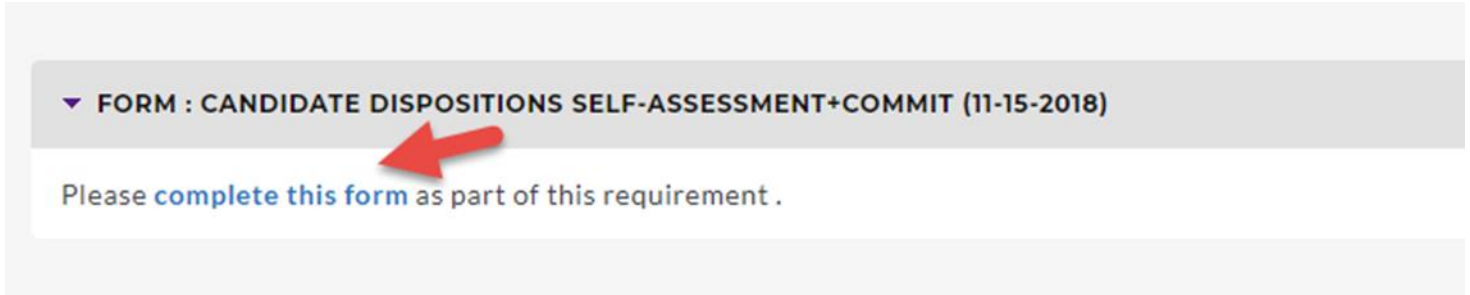 FORM : CANDIDATE DISPOSITIONS SELF-ASSESSMENT+COMMIT (11-15-2018)
Please complete this form as part of this requirement .